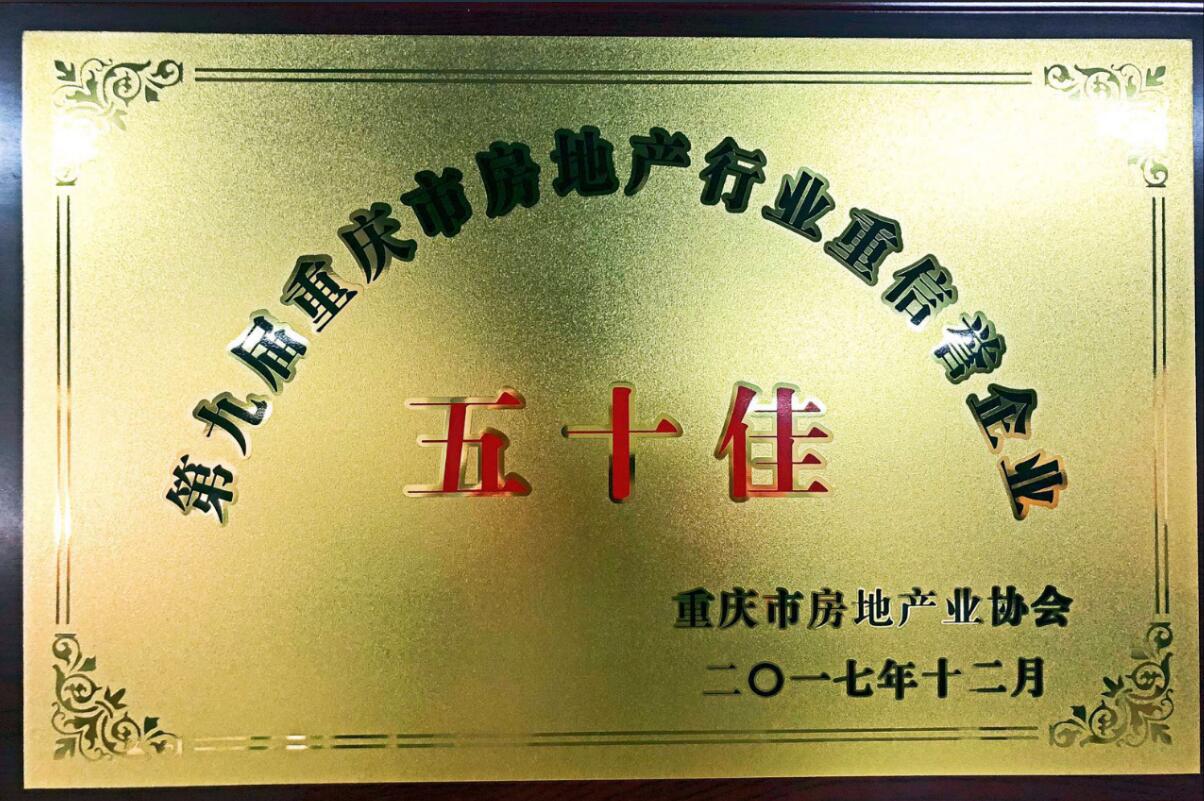 第九届重庆市房地产行业重信誉企业
五十佳
重庆市房地产业协会
二〇一七年十二月